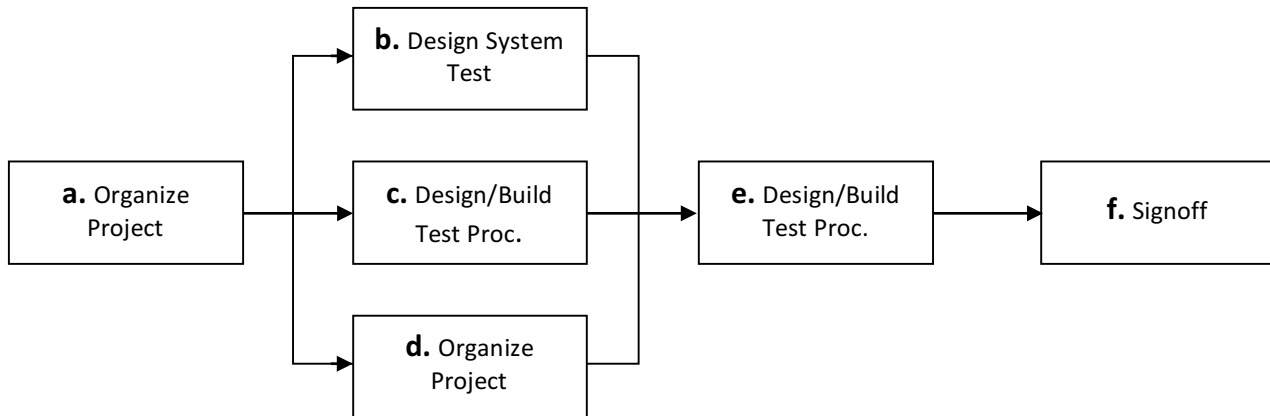 b. Design System
Test
a. Organize
Project
c. Design/Build
Test Proc.
e. Design/Build
Test Proc.
f. Signoff
d. Organize
Project